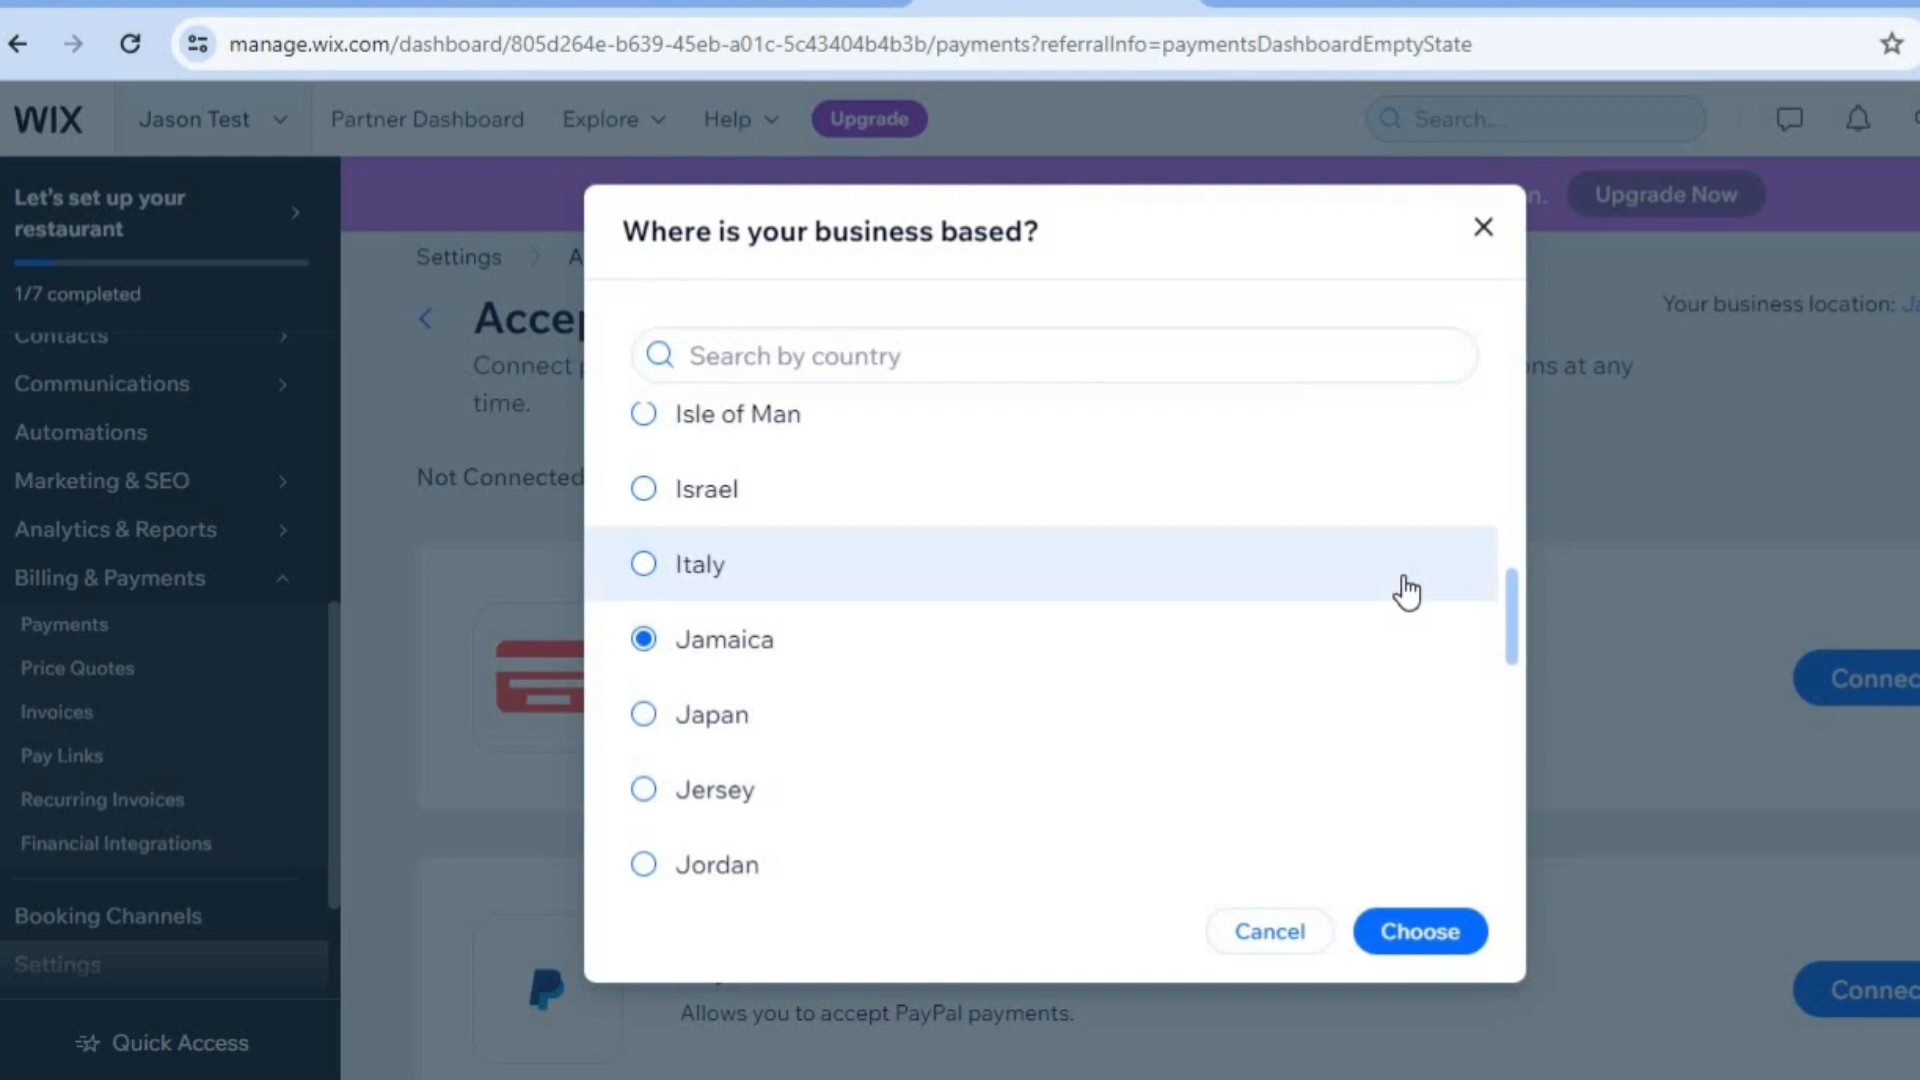 manage.wix.com/dashboard/805d264e-b639-45eb-a01c-5c43404b4b3b/payments?referralInfo=paymentsDashboardEmptyState
WIX
Jason Test
Partner Dashboard
Explore
Help
Upgrade
Search...
Let's set up your
restaurant
1/7 completed
Contacts
Communications
Automations
Marketing & SEO
Analytics & Reports
Billing & Payments
Payments
Price Quotes
Invoices
Pay Links
Recurring Invoices
Financial Integrations
Booking Channels
Settings
Quick Access
n.
Upgrade Now
Settings
A
Your business location: Ja
Accep
Connect
ns at any
time.
Not Connected
Where is your business based?
Search by country
Isle of Man
Israel
Italy
Jamaica
Japan
Jersey
Jordan
Cancel
Choose
Connec
Connec
Allows you to accept PayPal payments.